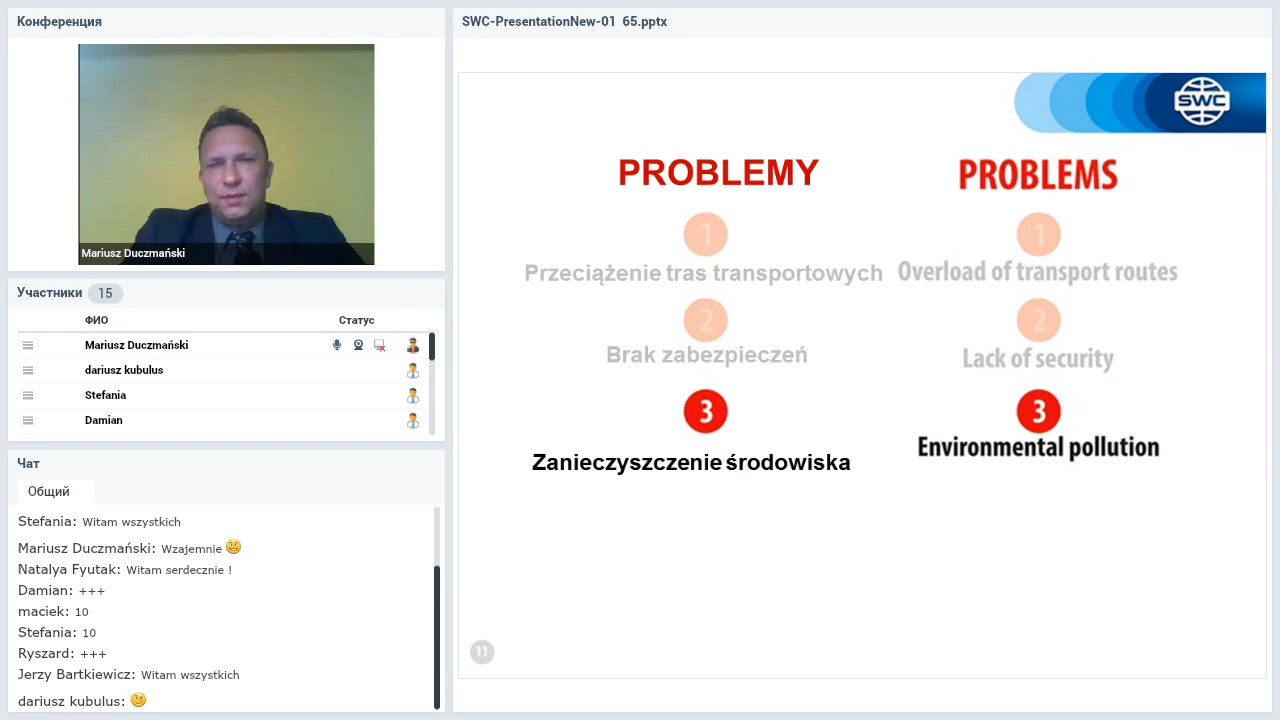 Конференция
Mariusz Duczmański
Участники 15
ФИО Статус
Mariusz Duczmański
dariusz kubulus
Stefania
Damian
Чат
Общий
Stefania: Witam wszystkich
Mariusz Duczmański: Wzajemnie
Natalya Fyutak: Witam serdecznie !
Damian: +++
maciek: 10
Stefania: 10
Ryszard: +++
Jerzy Bartkiewicz: Witam wszystkich
dariusz kubulus:
SWC-PresentationNew-01 65.pptx
SWC
PROBLEMY
1
Przeciążenie tras transportowych
2
Brak zabezpieczeń
3
Zanieczyszczenie środowiska
PROBLEMS
1
Overload of transport routes
2
Lack of security
3
Environmental pollution
11